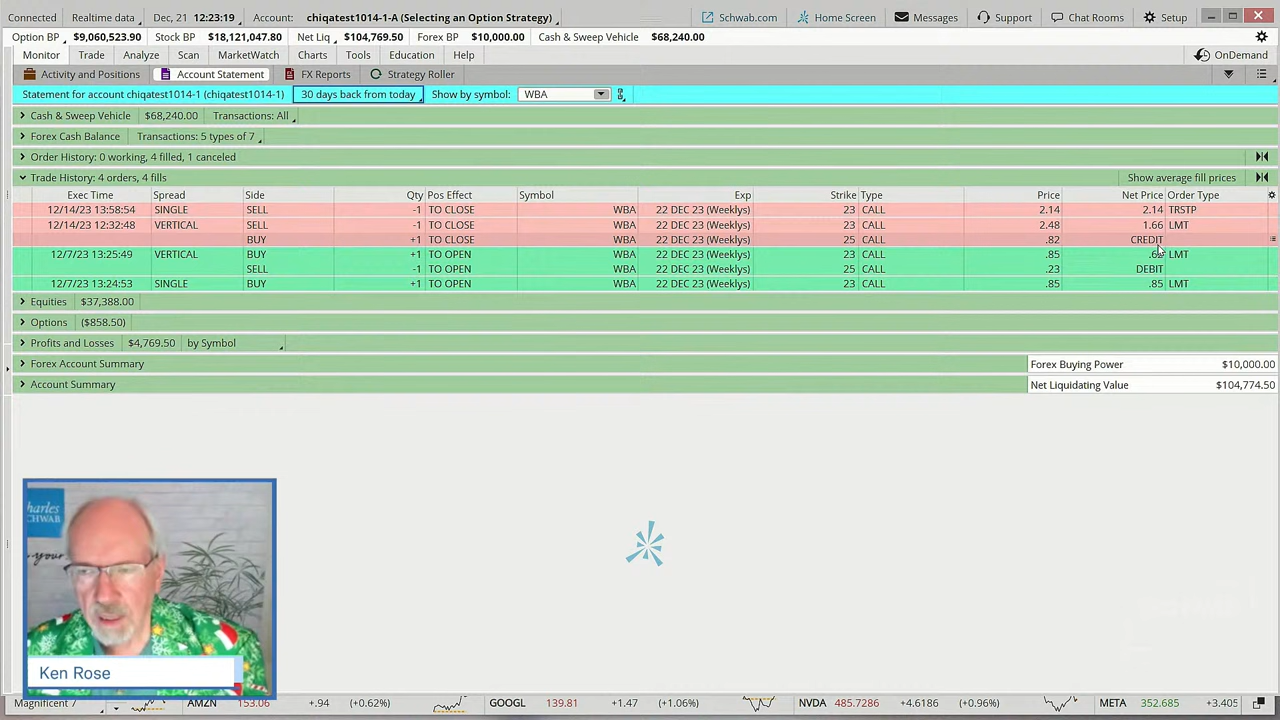 Connected Realtime data Dec, 21 12:23:19 Account: chiqatest1014-1-A (Selecting an Option Strategy) Schwab.com Home Screen Messages Support Chat Rooms Setup
Option BP $9,060,523.90 Stock BP $18,121,047.80 Net Liq $104,769.50 Forex BP $10,000.00 Cash & Sweep Vehicle $68,240.00
Monitor Trade Analyze Scan MarketWatch Charts Tools Education Help OnDemand
Activity and Positions Account Statement FX Reports Strategy Roller
Statement for account chiqatest1014-1 (chiqatest1014-1) 30 days back from today Show by symbol: WBA
Cash & Sweep Vehicle $68,240.00 Transactions: All
Forex Cash Balance Transactions: 5 types of 7
Order History: 0 working, 4 filled, 1 canceled
Trade History: 4 orders, 4 fills Show average fill prices
Exec Time Spread Side Qty Pos Effect Symbol Exp Strike Type Price Net Price Order Type
12/14/23 13:58:54 SINGLE SELL -1 TO CLOSE WBA 22 DEC 23 (Weeklys) 23 CALL 2.14 2.14 TRSTP
12/14/23 12:32:48 VERTICAL SELL -1 TO CLOSE WBA 22 DEC 23 (Weeklys) 23 CALL 2.48 1.66 LMT
BUY +1 TO CLOSE WBA 22 DEC 23 (Weeklys) 25 CALL .82 CREDIT
12/7/23 13:25:49 VERTICAL BUY +1 TO OPEN WBA 22 DEC 23 (Weeklys) 23 CALL .85 LMT
SELL -1 TO OPEN WBA 22 DEC 23 (Weeklys) 25 CALL .23 DEBIT
12/7/23 13:24:53 SINGLE BUY +1 TO OPEN WBA 22 DEC 23 (Weeklys) 23 CALL .85 .85 LMT
Equities $37,388.00
Options ($858.50)
Profits and Losses $4,769.50 by Symbol
Forex Account Summary Forex Buying Power $10,000.00
Account Summary Net Liquidating Value $104,774.50
Ken Rose
Magnificent 7 AMZN 153.06 +.94 (+0.62%) GOOGL 139.81 +1.47 (+1.06%) NVDA 485.7286 +4.6186 (+0.96%) META 352.685 +3.405